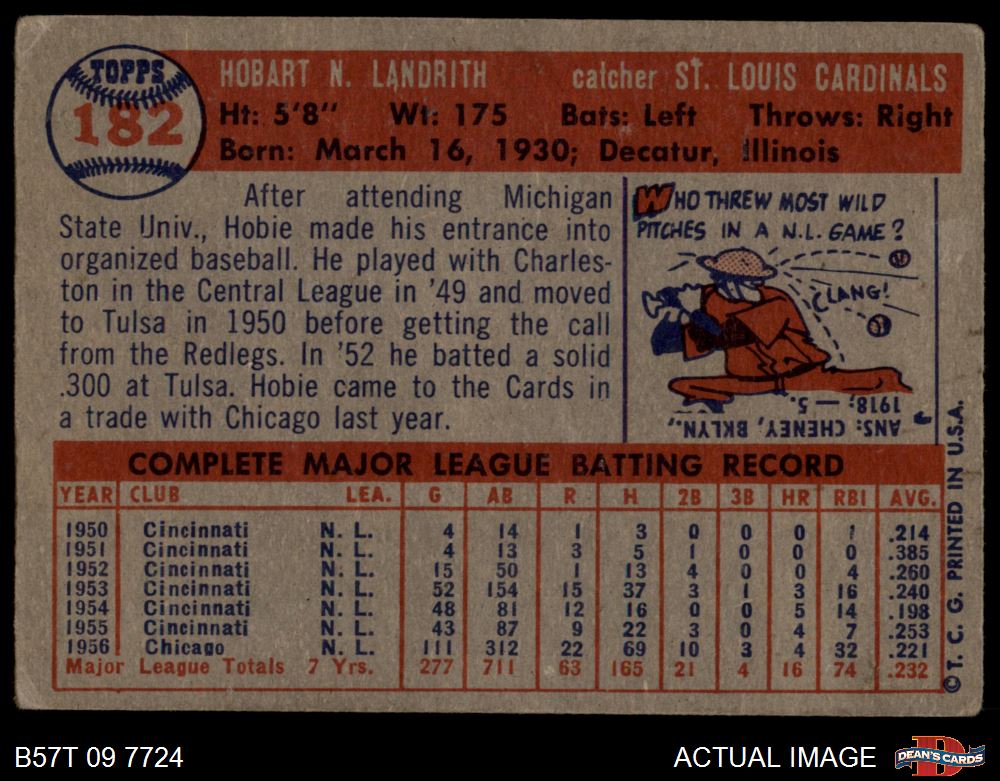 TOPPS
182
HOBART N. LANDRITH catcher ST. LOUIS CARDINALS
Ht: 5'8" Wt: 175 Bats: Left Throws: Right
Born: March 16, 1930; Decatur, Illinois
After attending Michigan
State Univ., Hobie made his entrance into
organized baseball. He played with Charles-
ton in the Central League in '49 and moved
to Tulsa in 1950 before getting the call
from the Redlegs. In '52 he batted a solid
.300 at Tulsa. Hobie came to the Cards in
a trade with Chicago last year.
WHO THREW MOST WILD
PITCHES IN A N.L. GAME?
CLANG!
ANS: CHENEY, BKLYN.,
1918; — 5.
COMPLETE MAJOR LEAGUE BATTING RECORD
YEAR CLUB LEA. G AB R H 2B 3B HR RBI AVG.
1950 Cincinnati N. L. 4 14 1 3 0 0 0 1 .214
1951 Cincinnati N. L. 4 13 3 5 1 0 0 0 .385
1952 Cincinnati N. L. 15 50 1 13 4 0 0 4 .260
1953 Cincinnati N. L. 52 154 15 37 3 1 3 16 .240
1954 Cincinnati N. L. 48 81 12 16 0 0 5 14 .198
1955 Cincinnati N. L. 43 87 9 22 3 0 4 7 .253
1956 Chicago N. L. 111 312 22 69 10 3 4 32 .221
Major League Totals 7 Yrs. 277 711 63 165 21 4 16 74 .232
© T. C. G. PRINTED IN U.S.A.
B57T 09 7724
ACTUAL IMAGE
D
DEAN'S CARDS